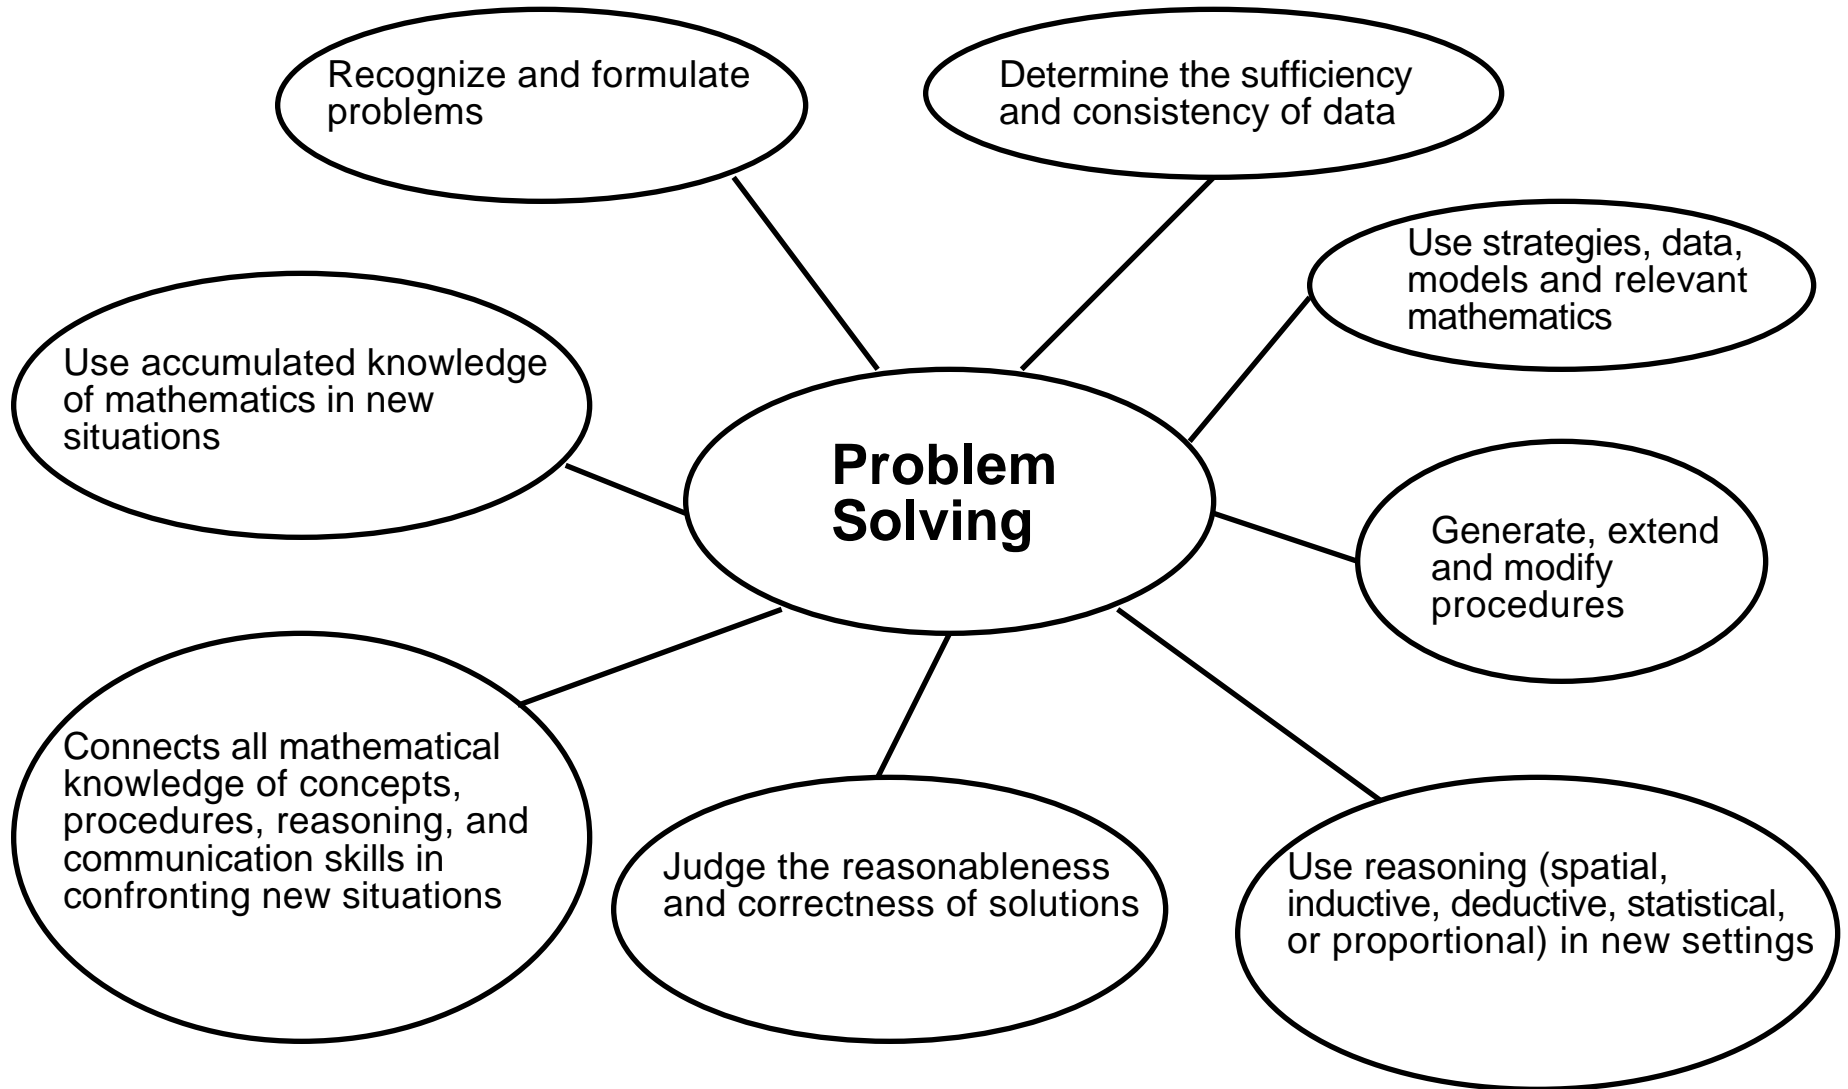 Recognize and formulate
problems
Determine the sufficiency
and consistency of data
Use strategies, data,
models and relevant
mathematics
Use accumulated knowledge
of mathematics in new
situations
Problem
Solving
Generate, extend
and modify
procedures
Connects all mathematical
knowledge of concepts,
procedures, reasoning, and
communication skills in
confronting new situations
Judge the reasonableness
and correctness of solutions
Use reasoning (spatial,
inductive, deductive, statistical,
or proportional) in new settings